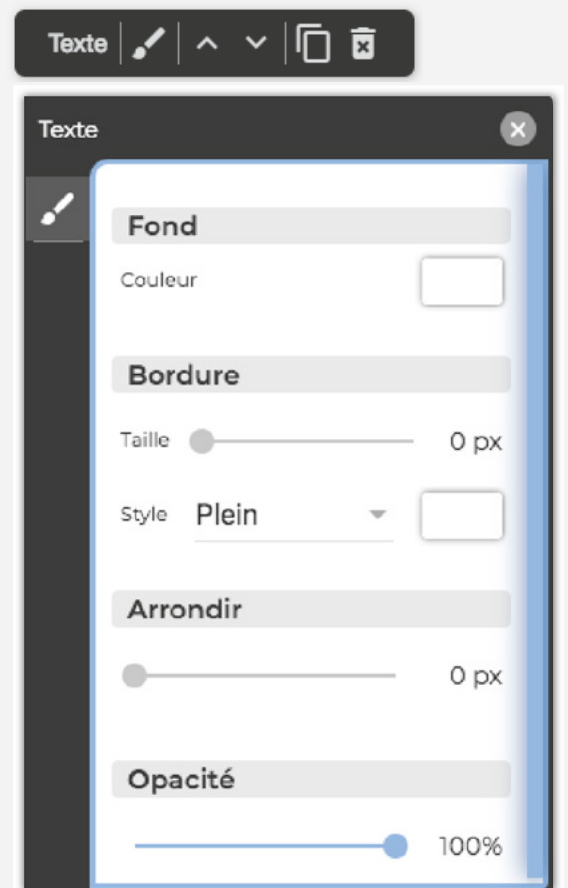 Texte
Texte
Fond
Couleur
Bordure
Taille 0 px
Style Plein
Arrondir
0 px
Opacité
100%